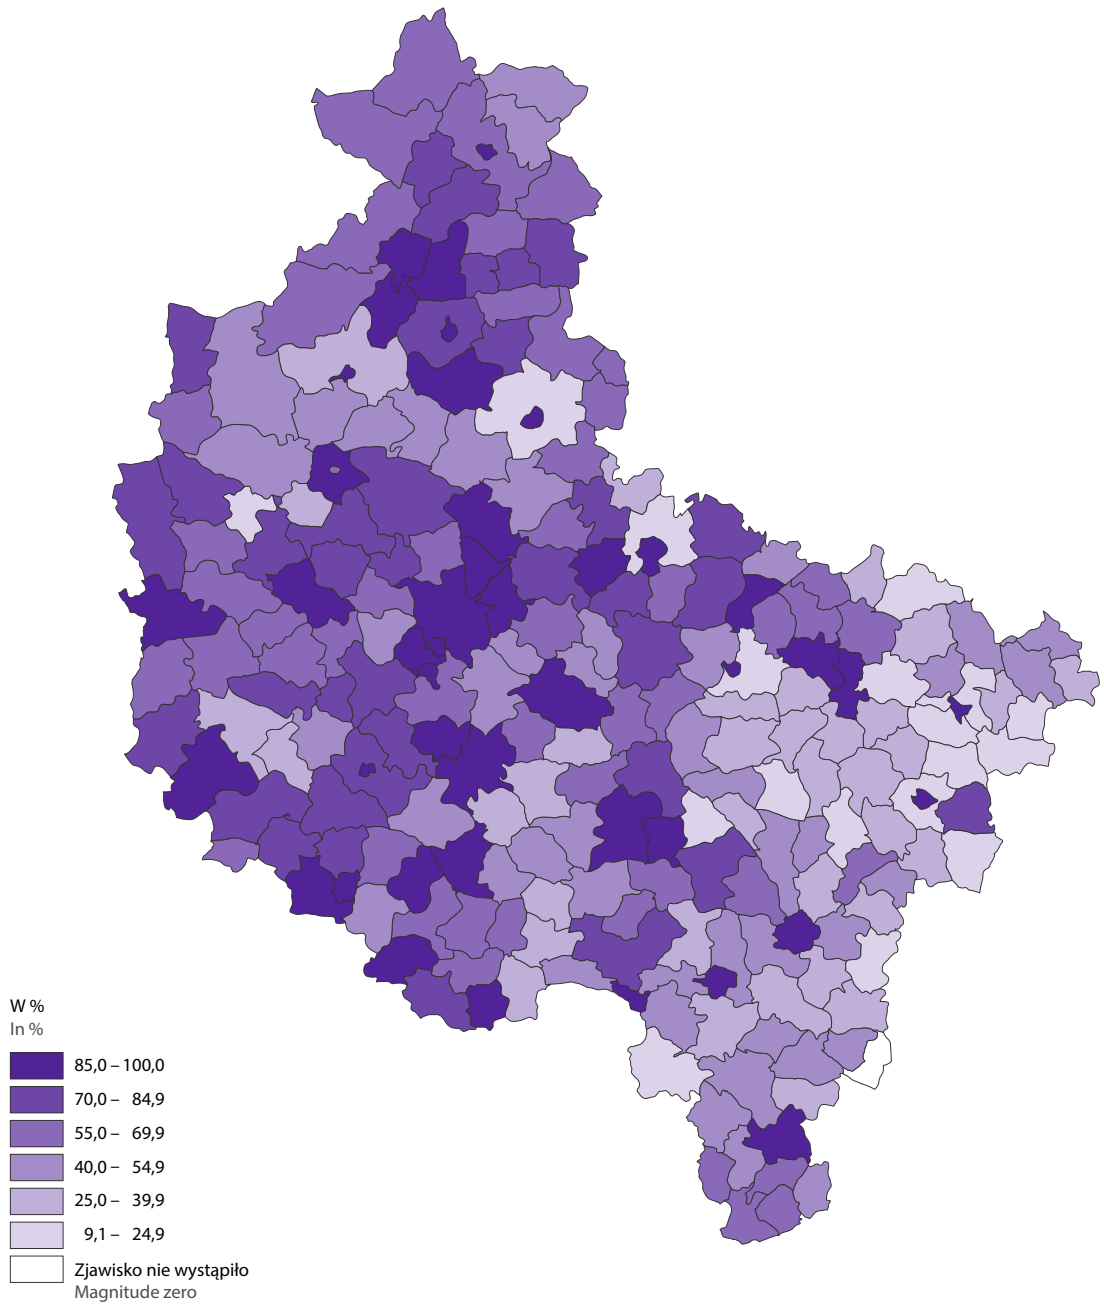 W %
In %
85,0 – 100,0
70,0 – 84,9
55,0 – 69,9
40,0 – 54,9
25,0 – 39,9
9,1 – 24,9
Zjawisko nie wystąpiło
Magnitude zero